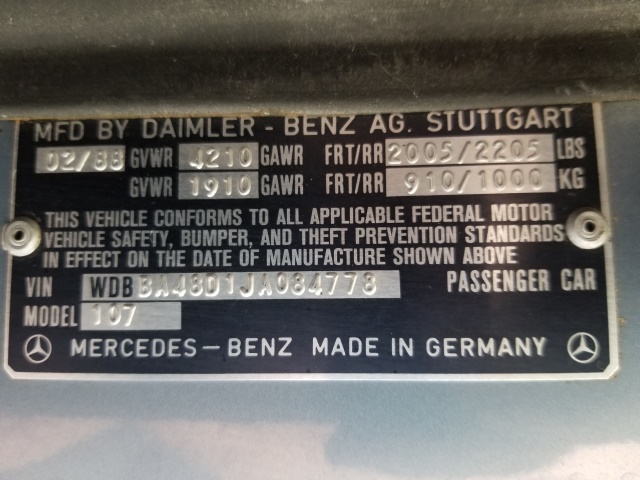 MFD BY DAIMLER - BENZ AG. STUTTGART
02/88 GVWR 4210 GAWR FRT/RR 2005/2205 LBS
GVWR 1910 GAWR FRT/RR 910/1000 KG
THIS VEHICLE CONFORMS TO ALL APPLICABLE FEDERAL MOTOR
VEHICLE SAFETY, BUMPER, AND THEFT PREVENTION STANDARDS
IN EFFECT ON THE DATE OF MANUFACTURE SHOWN ABOVE
VIN WDBBA48D1JA084778 PASSENGER CAR
MODEL 107
MERCEDES-BENZ MADE IN GERMANY